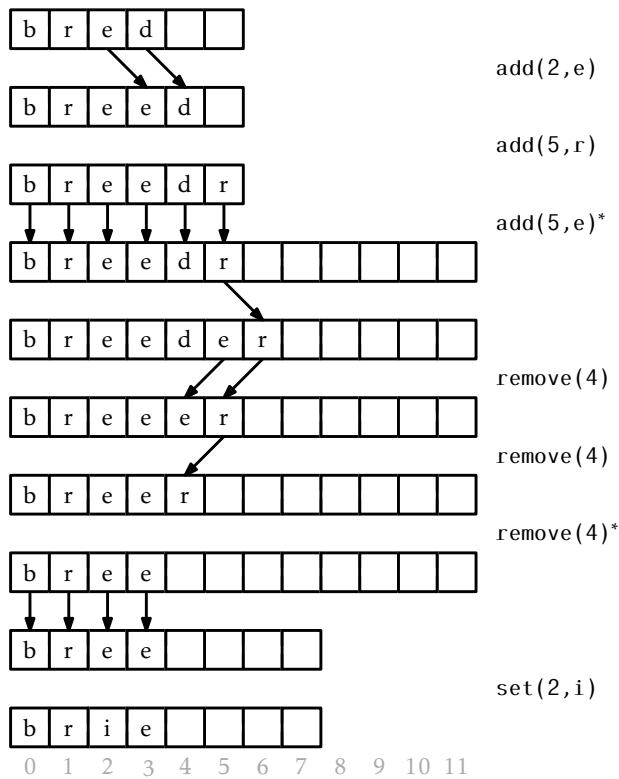 b r e d
add(2,e)
b r e e d
add(5,r)
b r e e d r
add(5,e)*
b r e e d r
b r e e d e r
remove(4)
b r e e e r
remove(4)
b r e e r
remove(4)*
b r e e
b r e e
set(2,i)
b r i e
0 1 2 3 4 5 6 7 8 9 10 11